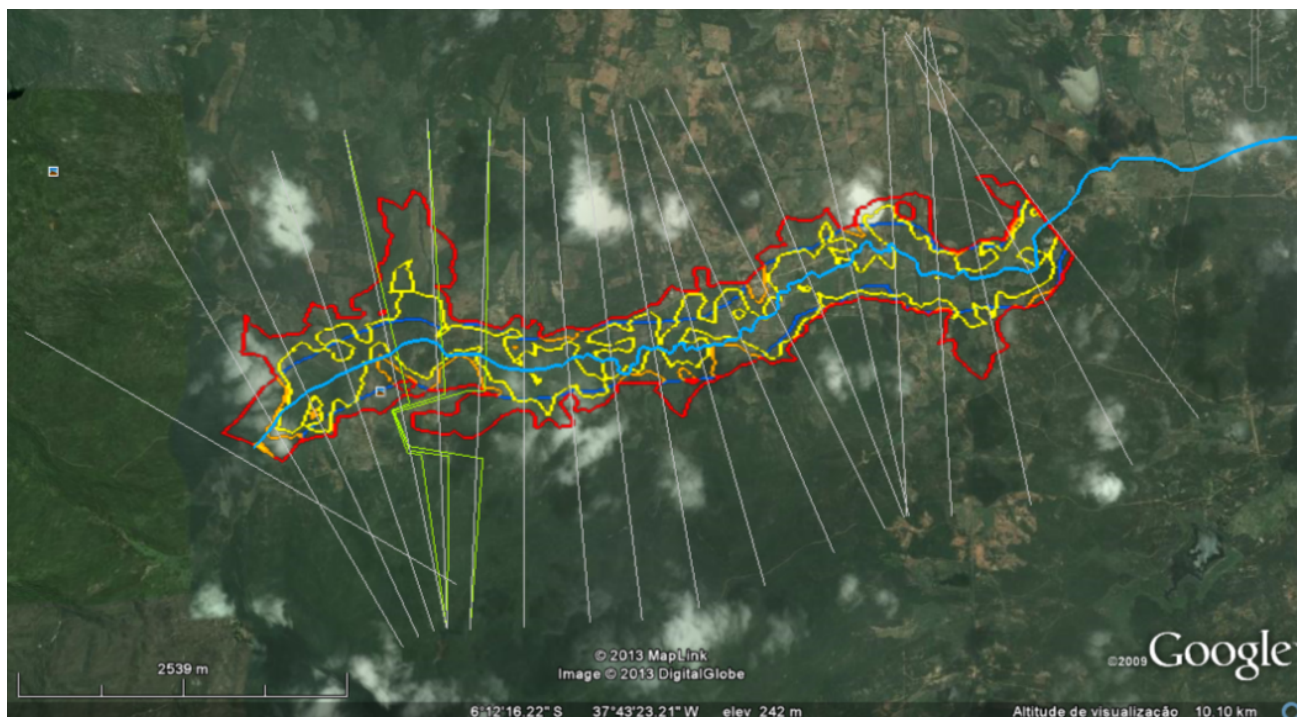 2539 m
© 2013 MapLink
Image © 2013 DigitalGlobe
©2009 Google
6°12'16.22" S 37°43'23.21" W elev 242 m
Altitude de visualização 10.10 km